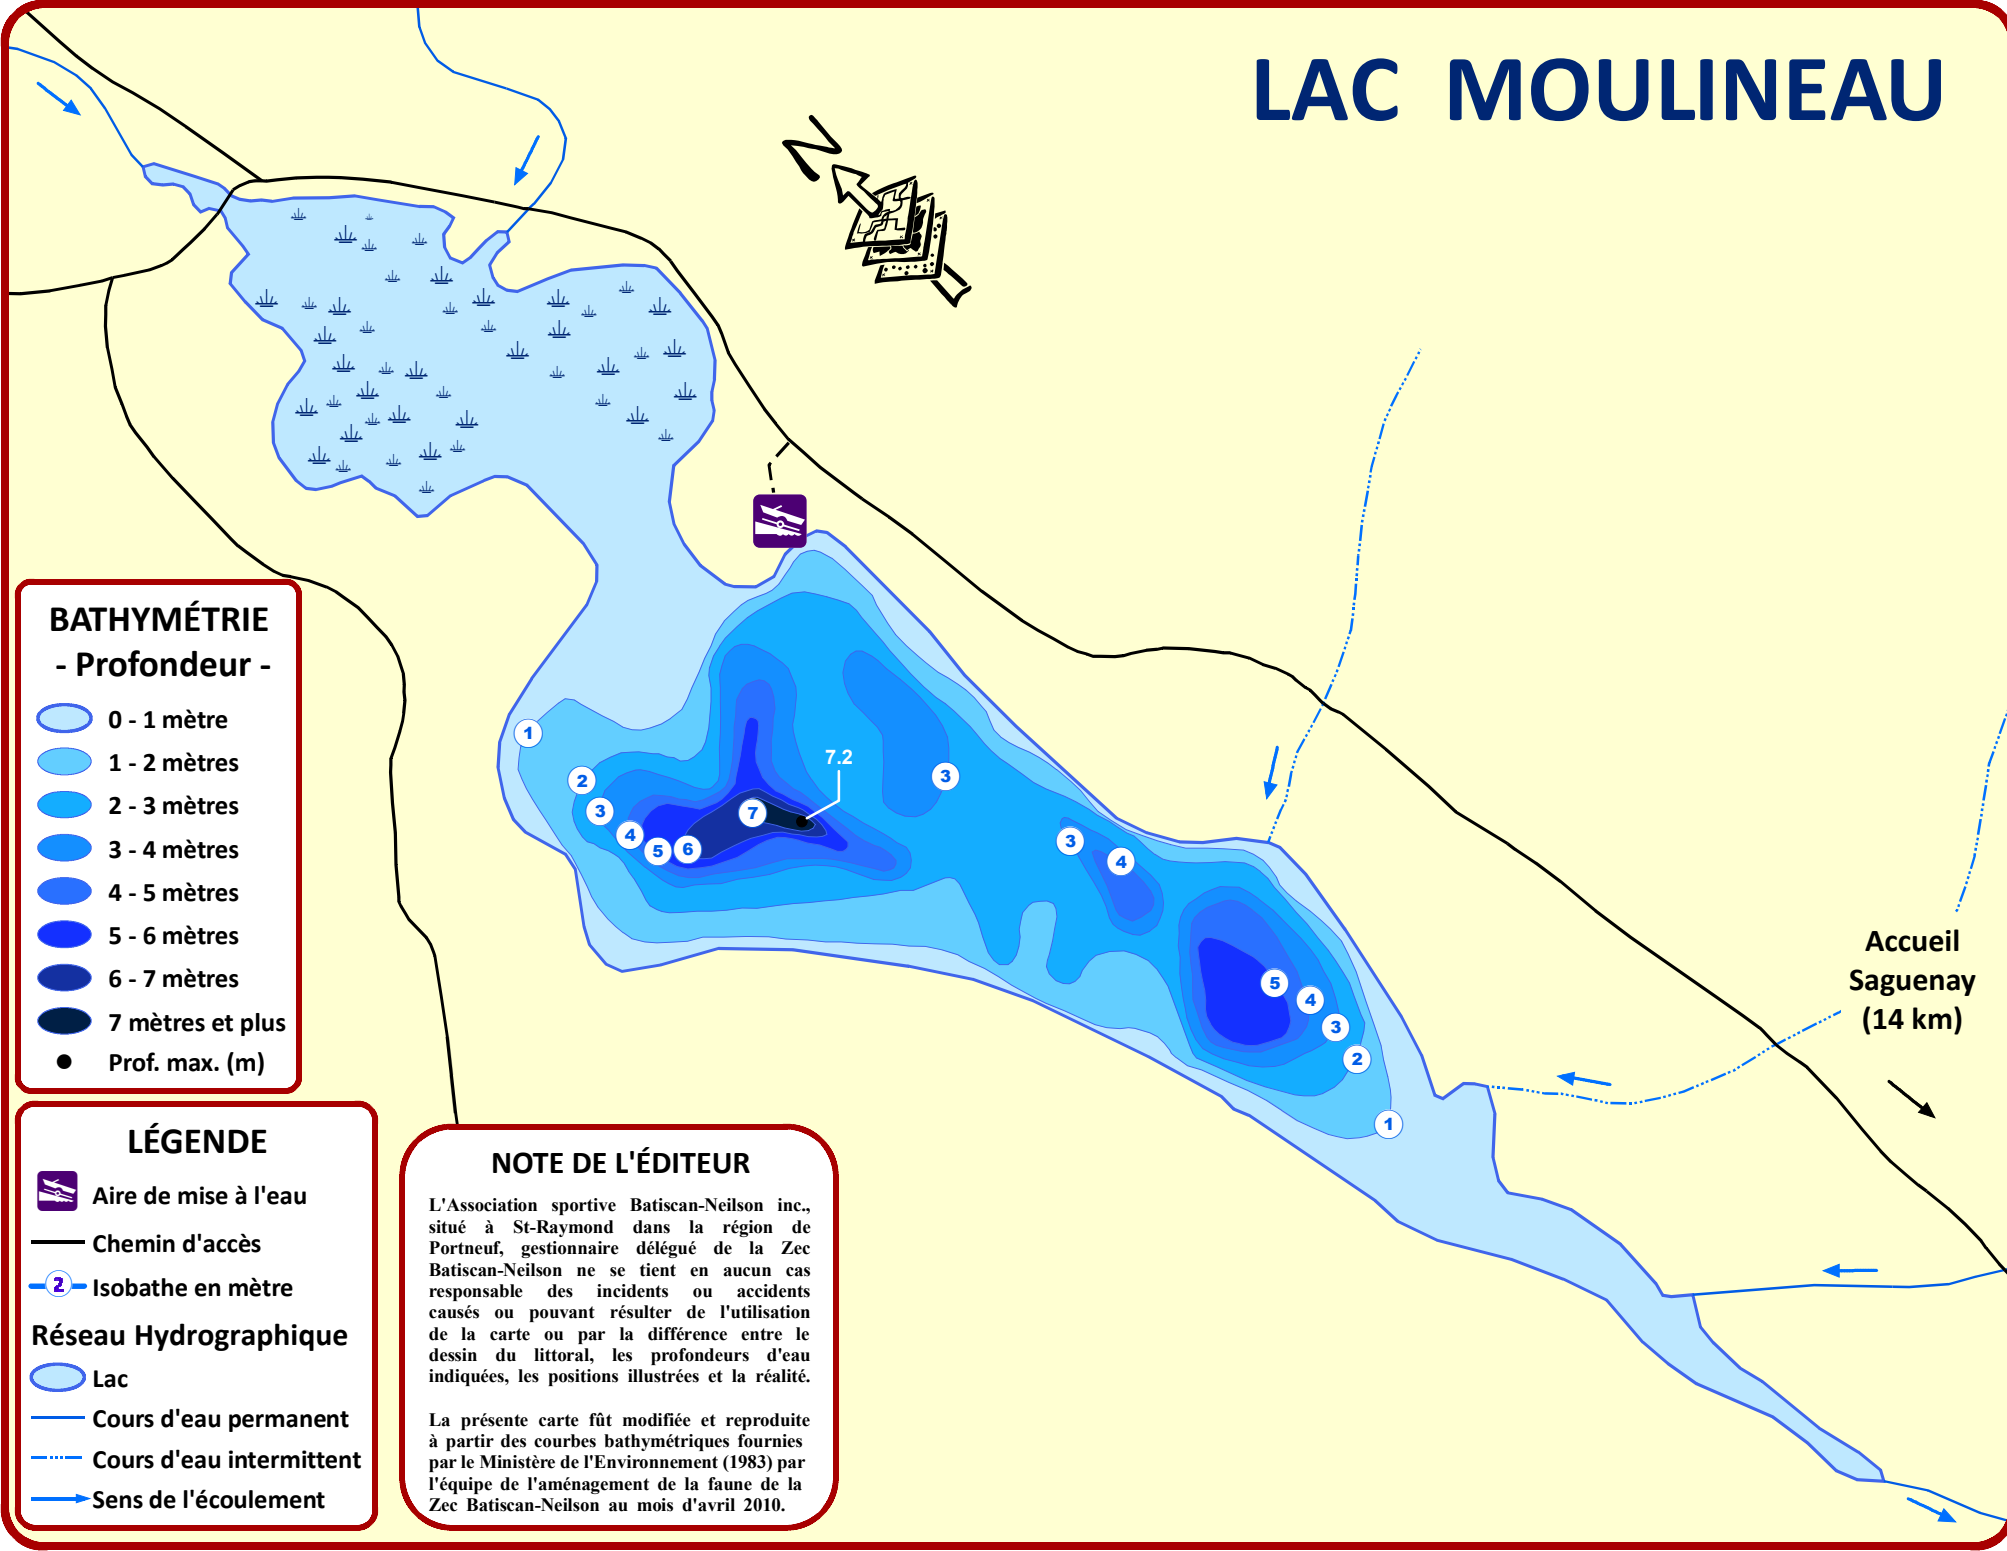 LAC MOULINEAU
N
BATHYMÉTRIE
- Profondeur -
0 - 1 mètre
1 - 2 mètres
2 - 3 mètres
3 - 4 mètres
4 - 5 mètres
5 - 6 mètres
6 - 7 mètres
7 mètres et plus
Prof. max. (m)
1
2
3
4
5
6
7
7.2
3
3
4
5
4
3
2
1
Accueil
Saguenay
(14 km)
LÉGENDE
Aire de mise à l'eau
Chemin d'accès
2 Isobathe en mètre
Réseau Hydrographique
Lac
Cours d'eau permanent
Cours d'eau intermittent
Sens de l'écoulement
NOTE DE L'ÉDITEUR
L'Association sportive Batiscan-Neilson inc.,
situé à St-Raymond dans la région de
Portneuf, gestionnaire délégué de la Zec
Batiscan-Neilson ne se tient en aucun cas
responsable des incidents ou accidents
causés ou pouvant résulter de l'utilisation
de la carte ou par la différence entre le
dessin du littoral, les profondeurs d'eau
indiquées, les positions illustrées et la réalité.
La présente carte fût modifiée et reproduite
à partir des courbes bathymétriques fournies
par le Ministère de l'Environnement (1983) par
l'équipe de l'aménagement de la faune de la
Zec Batiscan-Neilson au mois d'avril 2010.